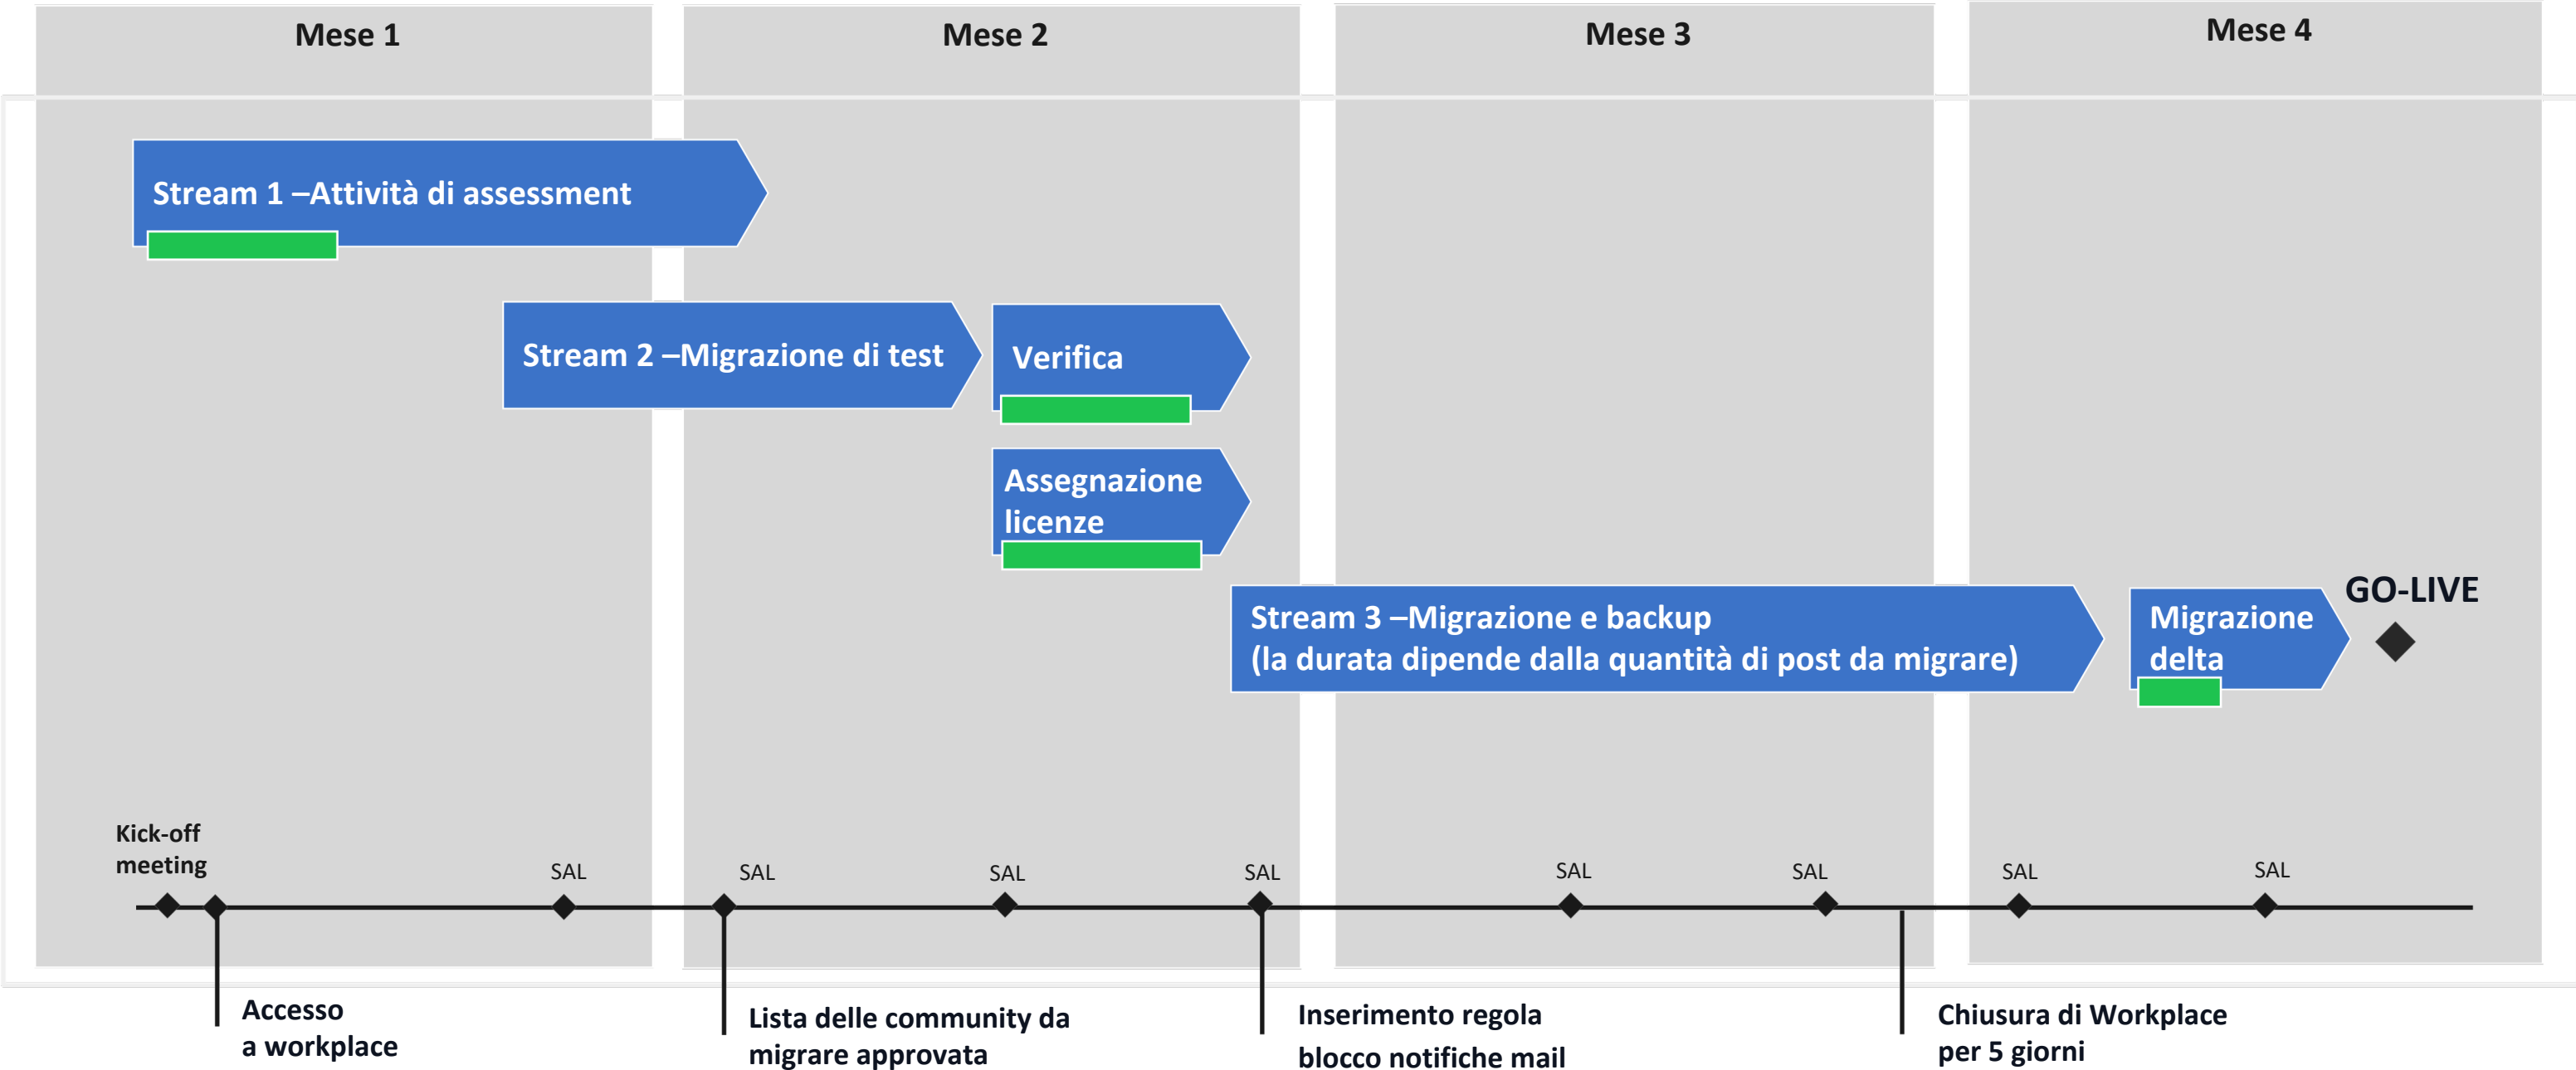 Mese 1
Mese 2
Mese 3
Mese 4
Stream 1 –Attività di assessment
Stream 2 –Migrazione di test
Verifica
Assegnazione
licenze
Stream 3 –Migrazione e backup
(la durata dipende dalla quantità di post da migrare)
Migrazione
delta
GO-LIVE
Kick-off
meeting
SAL
SAL
SAL
SAL
SAL
SAL
SAL
SAL
Accesso
a workplace
Lista delle community da
migrare approvata
Inserimento regola
blocco notifiche mail
Chiusura di Workplace
per 5 giorni